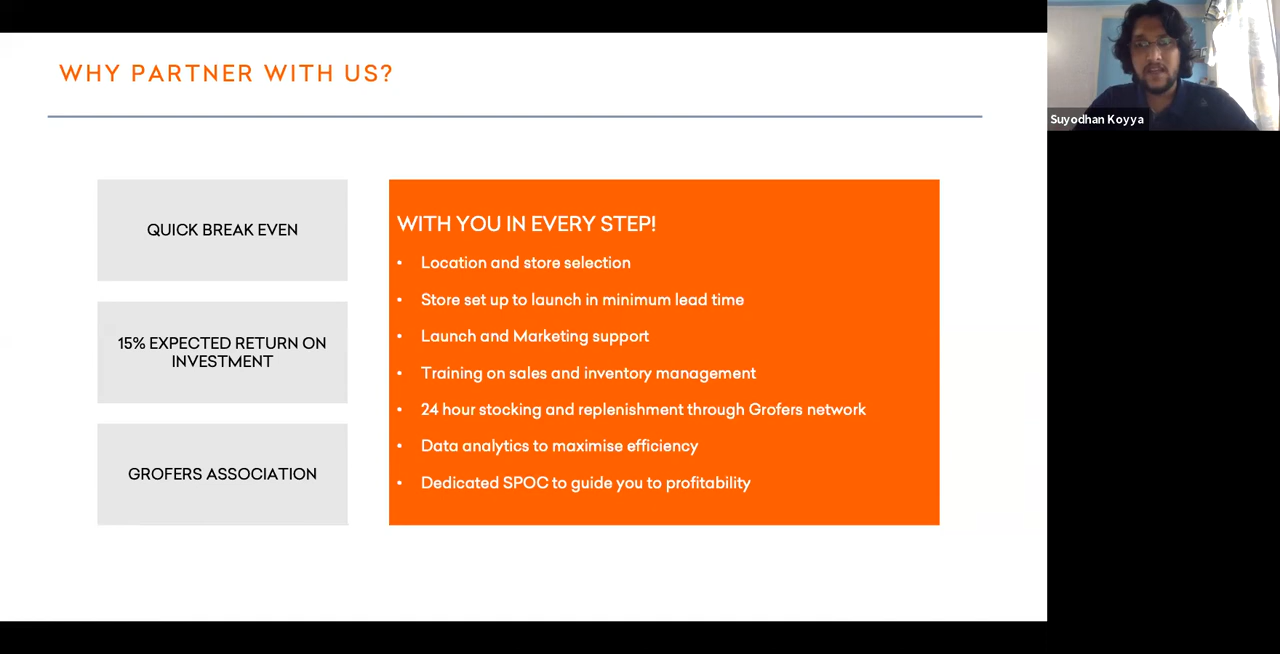 WHY PARTNER WITH US?
Suyodhan Koyya
QUICK BREAK EVEN
15% EXPECTED RETURN ON
INVESTMENT
GROFERS ASSOCIATION
WITH YOU IN EVERY STEP!
• Location and store selection
• Store set up to launch in minimum lead time
• Launch and Marketing support
• Training on sales and inventory management
• 24 hour stocking and replenishment through Grofers network
• Data analytics to maximise efficiency
• Dedicated SPOC to guide you to profitability